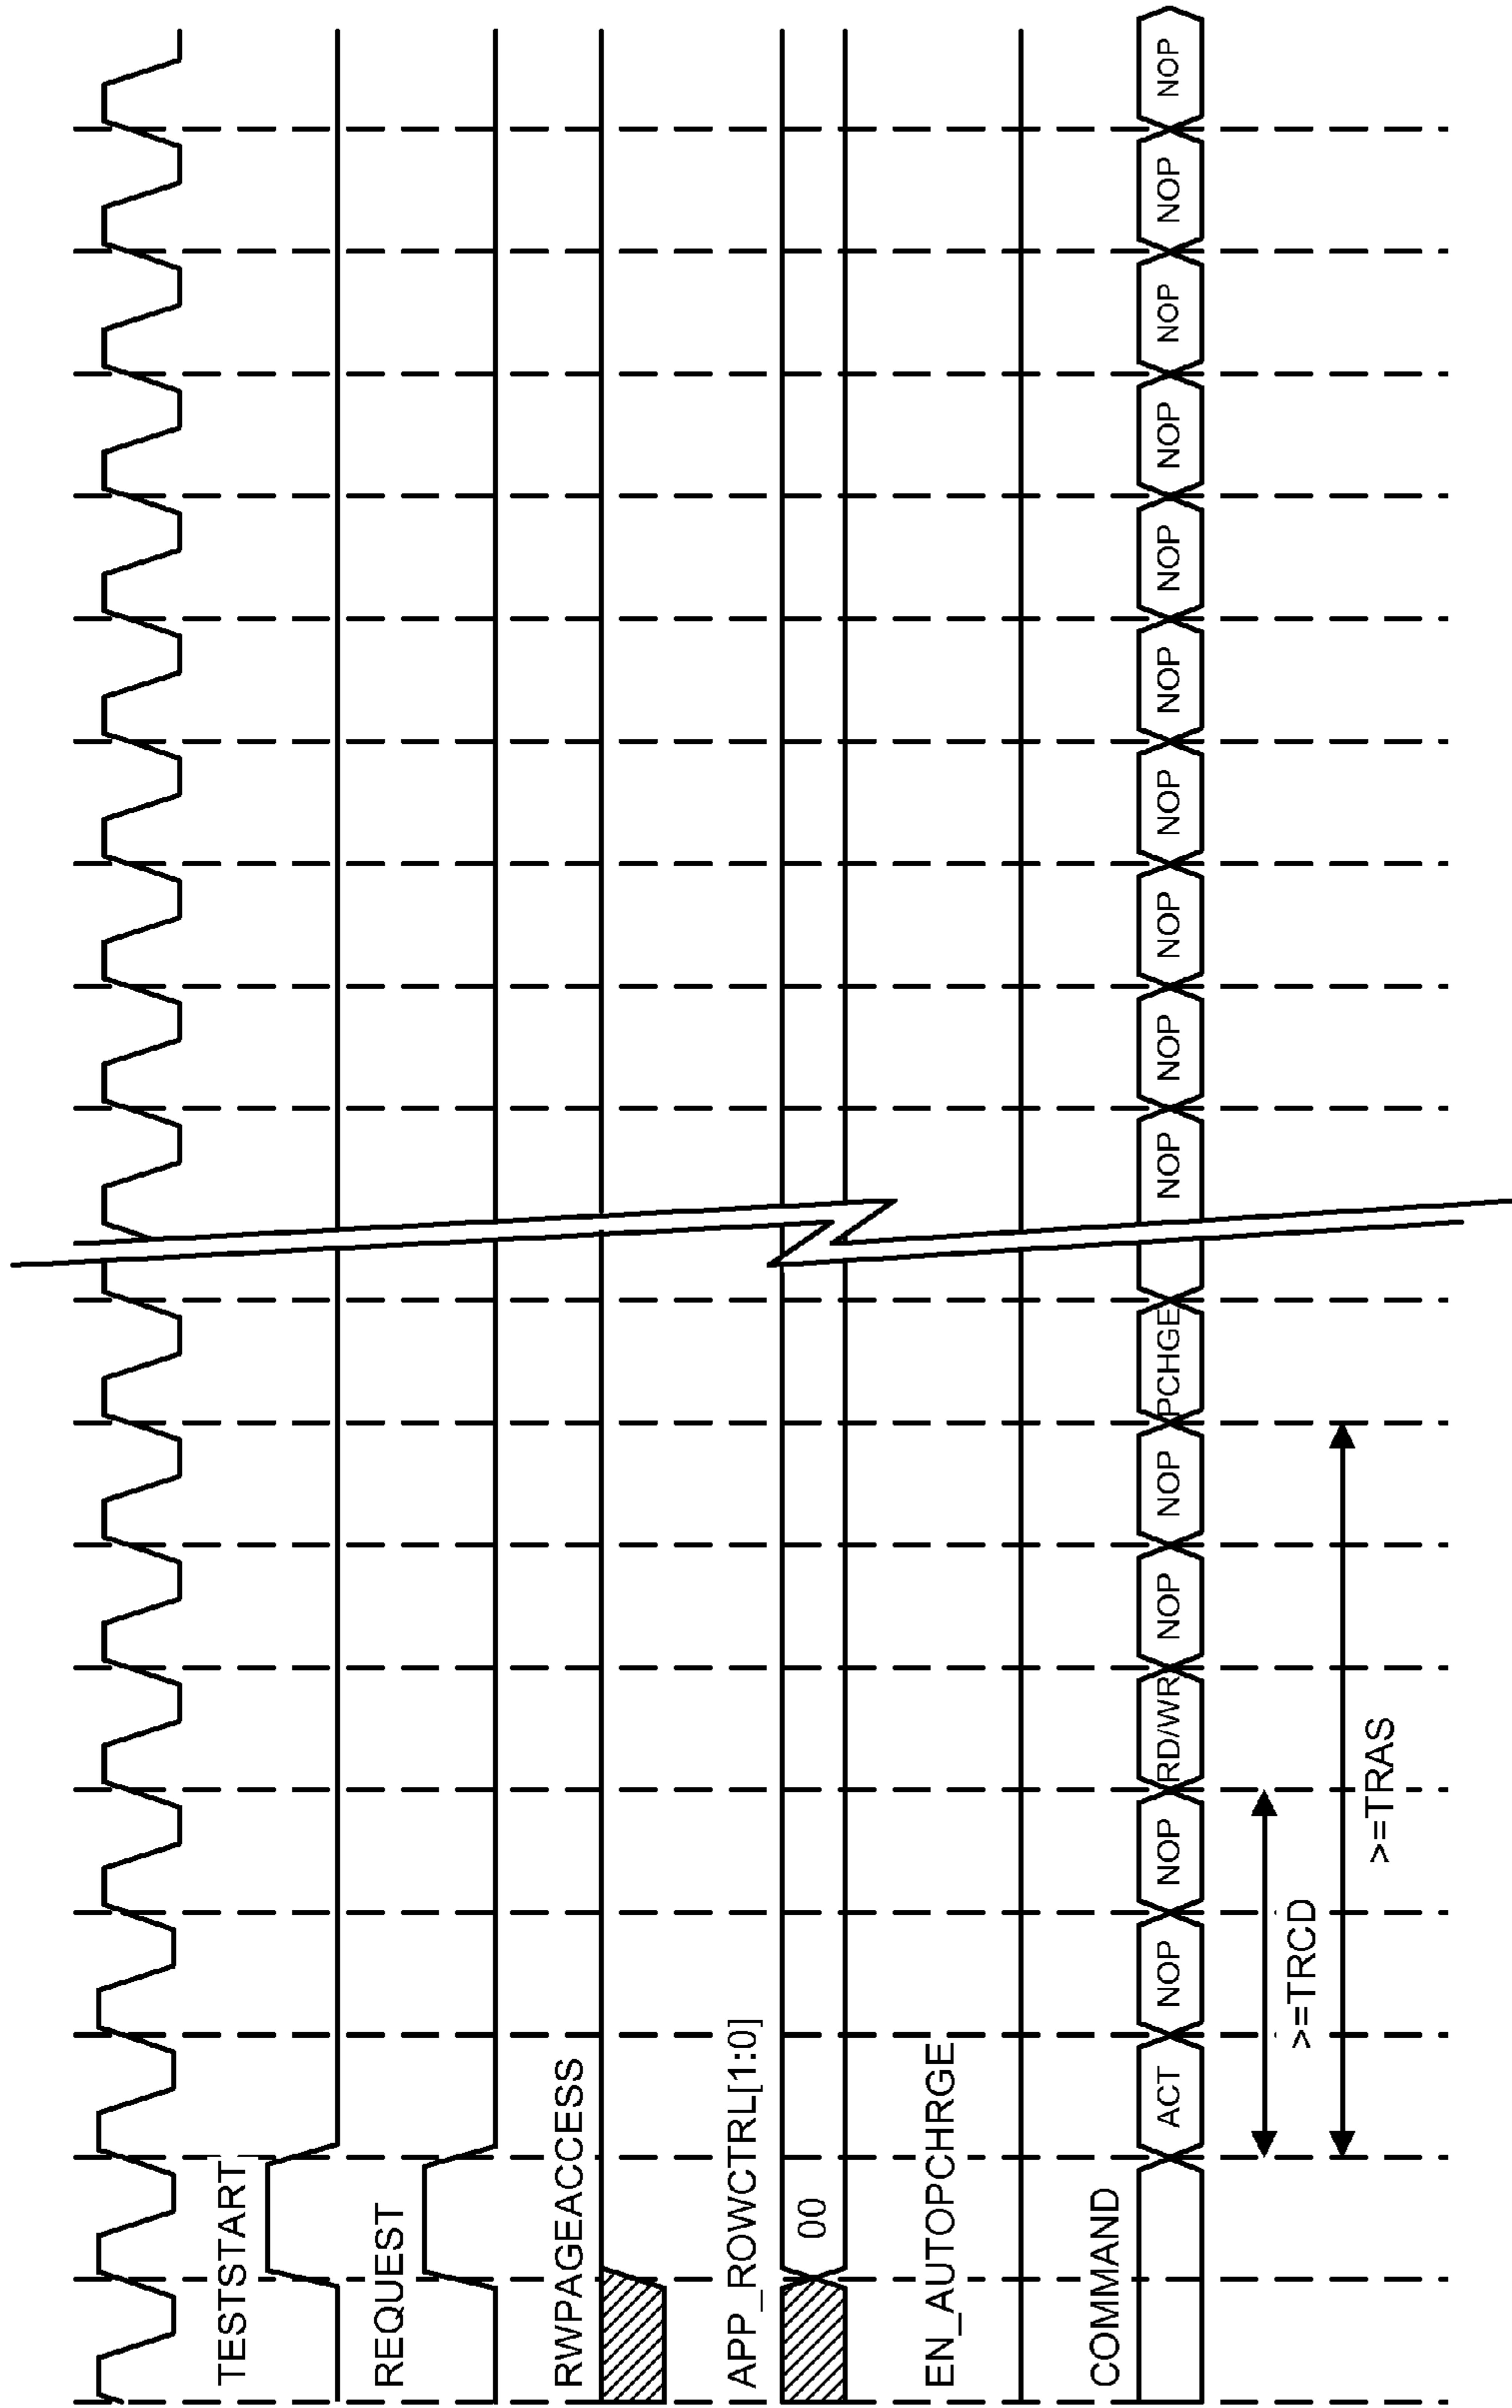 TESTSTART
REQUEST
RWPAGEACCESS
APP_ROWCTRL[1:0]
00
EN_AUTOPCHRGE
COMMAND
ACT NOP NOP RD/WR NOP NOP PCHGE NOP NOP NOP NOP NOP NOP NOP NOP NOP NOP
>=TRCD
>=TRAS